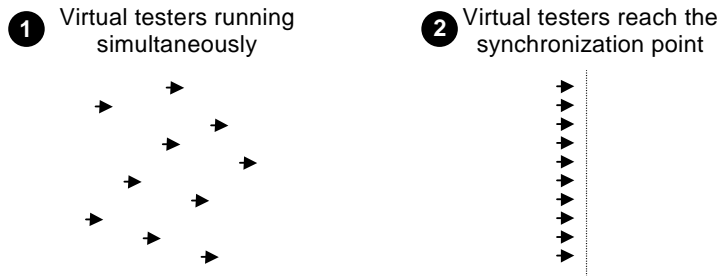 1
Virtual testers running
simultaneously
2
Virtual testers reach the
synchronization point